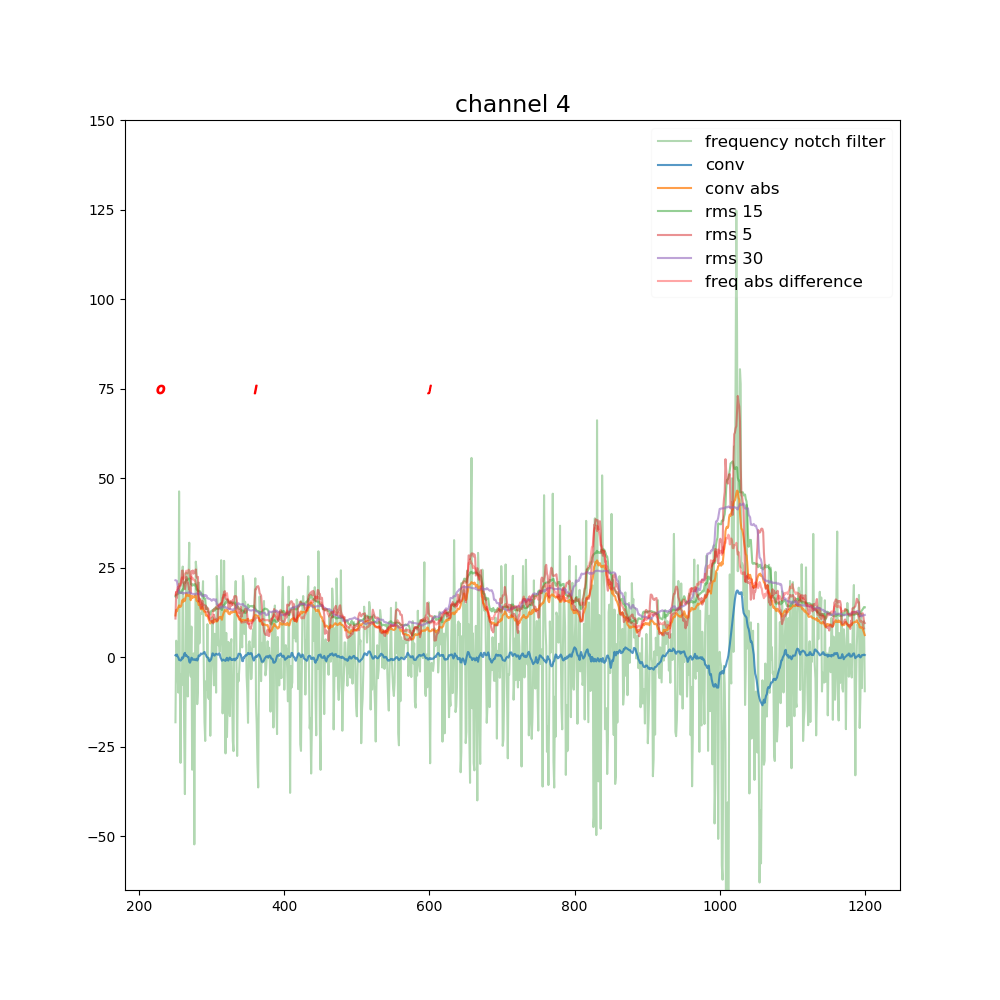 channel 4
150
125
100
75
50
25
0
−25
−50
200 400 600 800 1000 1200
frequency notch filter
conv
conv abs
rms 15
rms 5
rms 30
freq abs difference
o ı ȷ